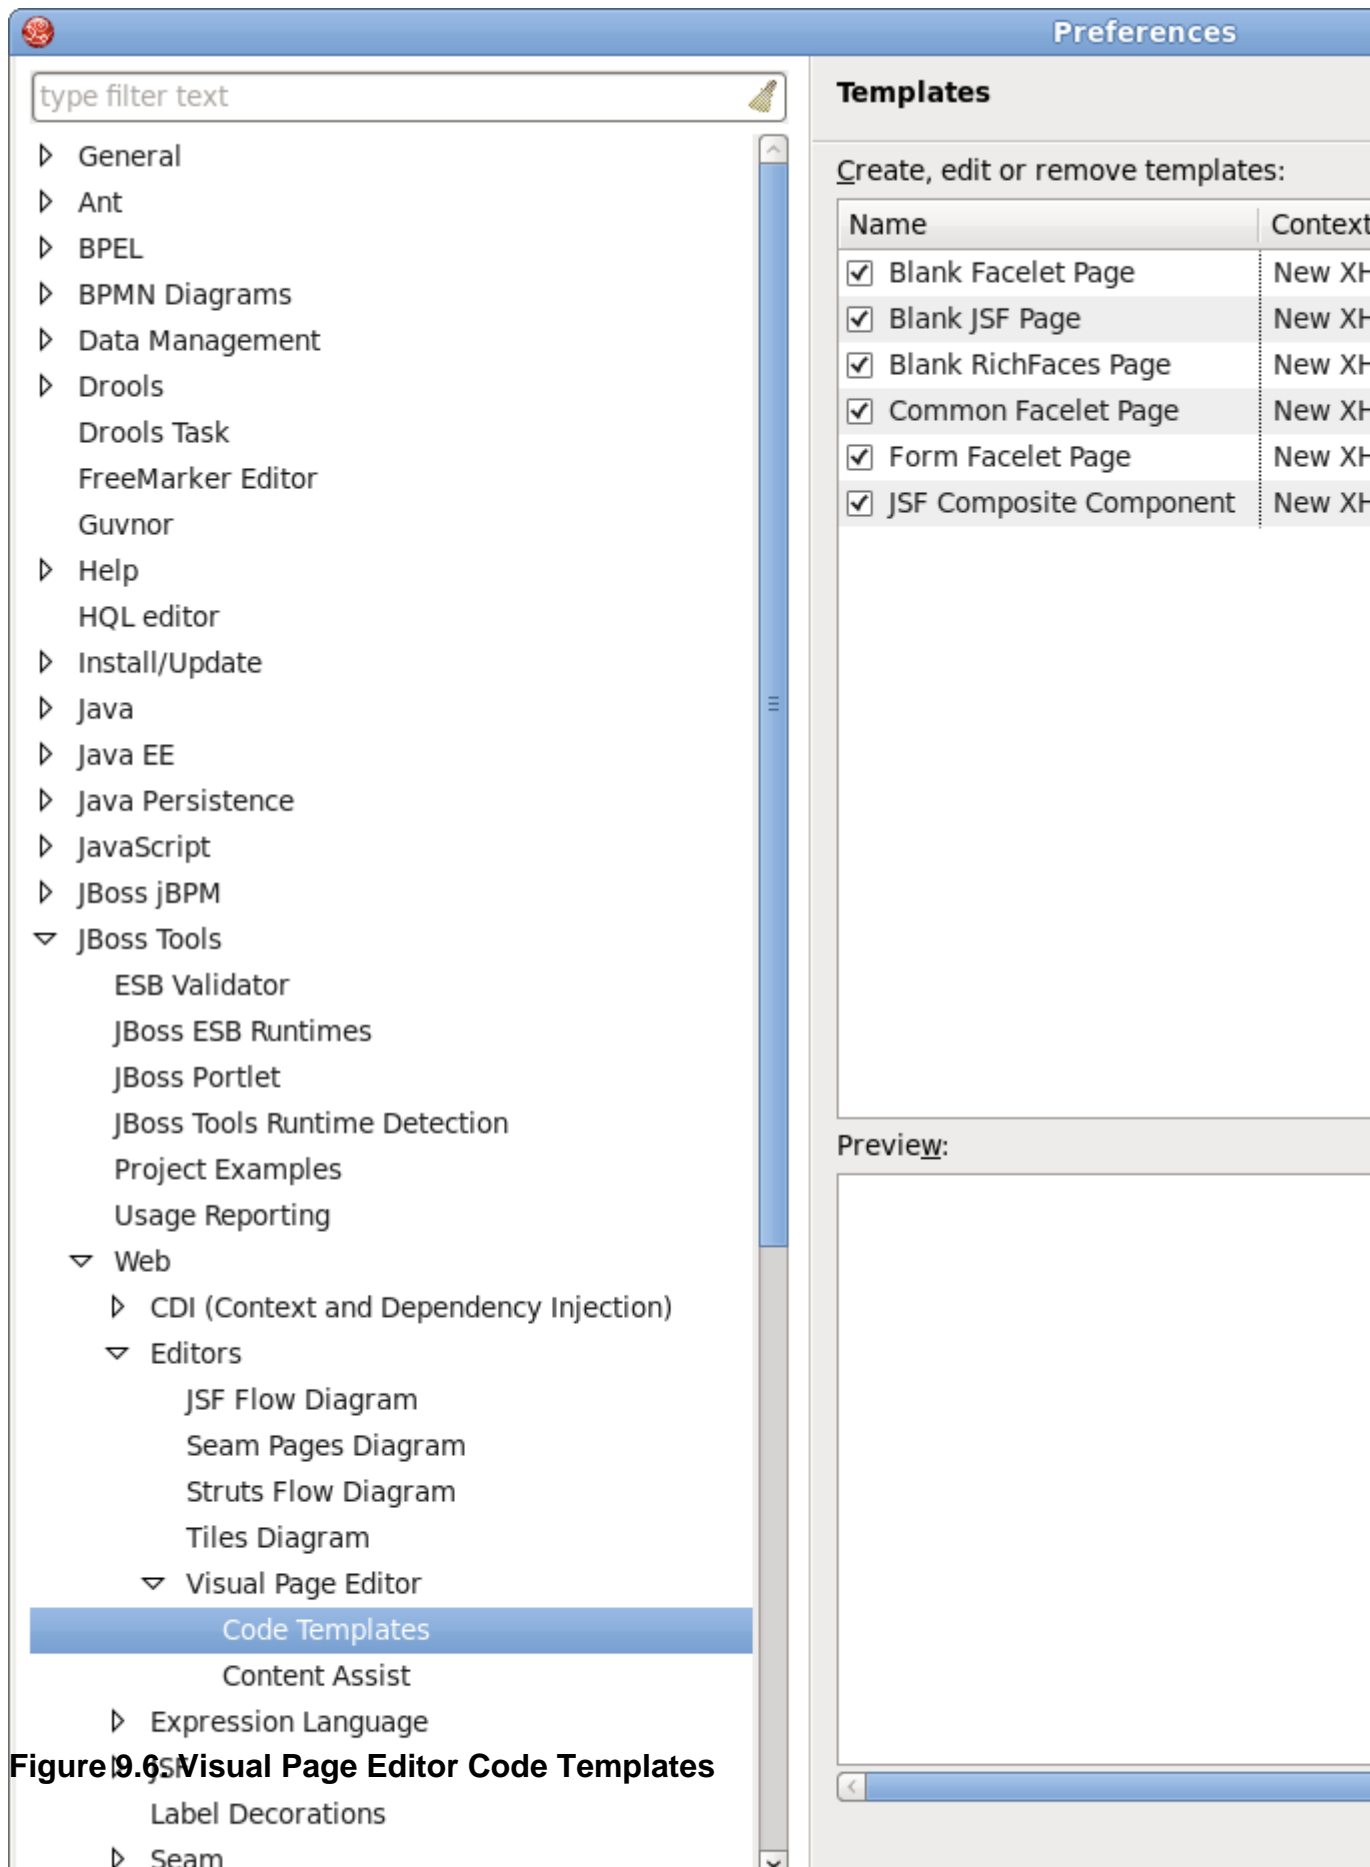 Preferences
type filter text
General
Ant
BPEL
BPMN Diagrams
Data Management
Drools
Drools Task
FreeMarker Editor
Guvnor
Help
HQL editor
Install/Update
Java
Java EE
Java Persistence
JavaScript
JBoss jBPM
JBoss Tools
ESB Validator
JBoss ESB Runtimes
JBoss Portlet
JBoss Tools Runtime Detection
Project Examples
Usage Reporting
Web
CDI (Context and Dependency Injection)
Editors
JSF Flow Diagram
Seam Pages Diagram
Struts Flow Diagram
Tiles Diagram
Visual Page Editor
Code Templates
Content Assist
Expression Language
JSF
Figure 9.6. Visual Page Editor Code Templates
Label Decorations
Seam
Templates
Create, edit or remove templates:
Name Context
Blank Facelet Page New XH
Blank JSF Page New XH
Blank RichFaces Page New XH
Common Facelet Page New XH
Form Facelet Page New XH
JSF Composite Component New XH
Preview: